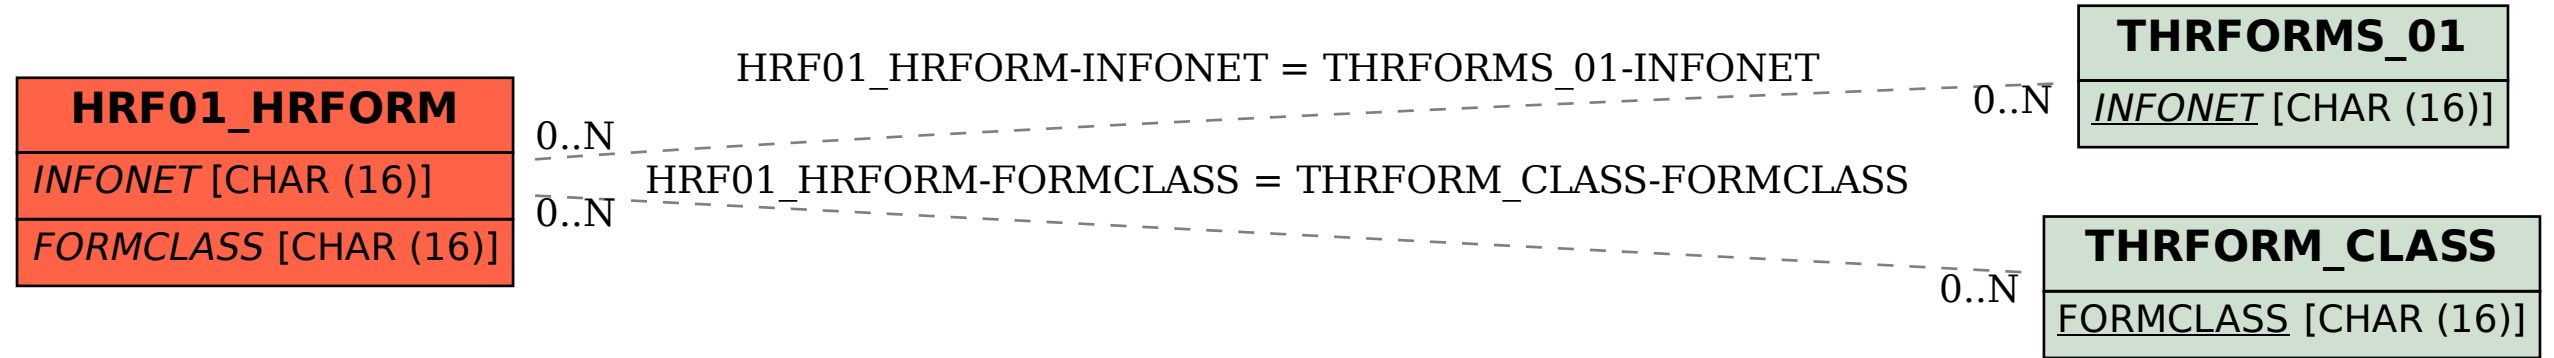 HRF01_HRFORM
INFONET [CHAR (16)]
FORMCLASS [CHAR (16)]
HRF01_HRFORM-INFONET = THRFORMS_01-INFONET
0..N
0..N
HRF01_HRFORM-FORMCLASS = THRFORM_CLASS-FORMCLASS
0..N
0..N
THRFORMS_01
INFONET [CHAR (16)]
THRFORM_CLASS
FORMCLASS [CHAR (16)]